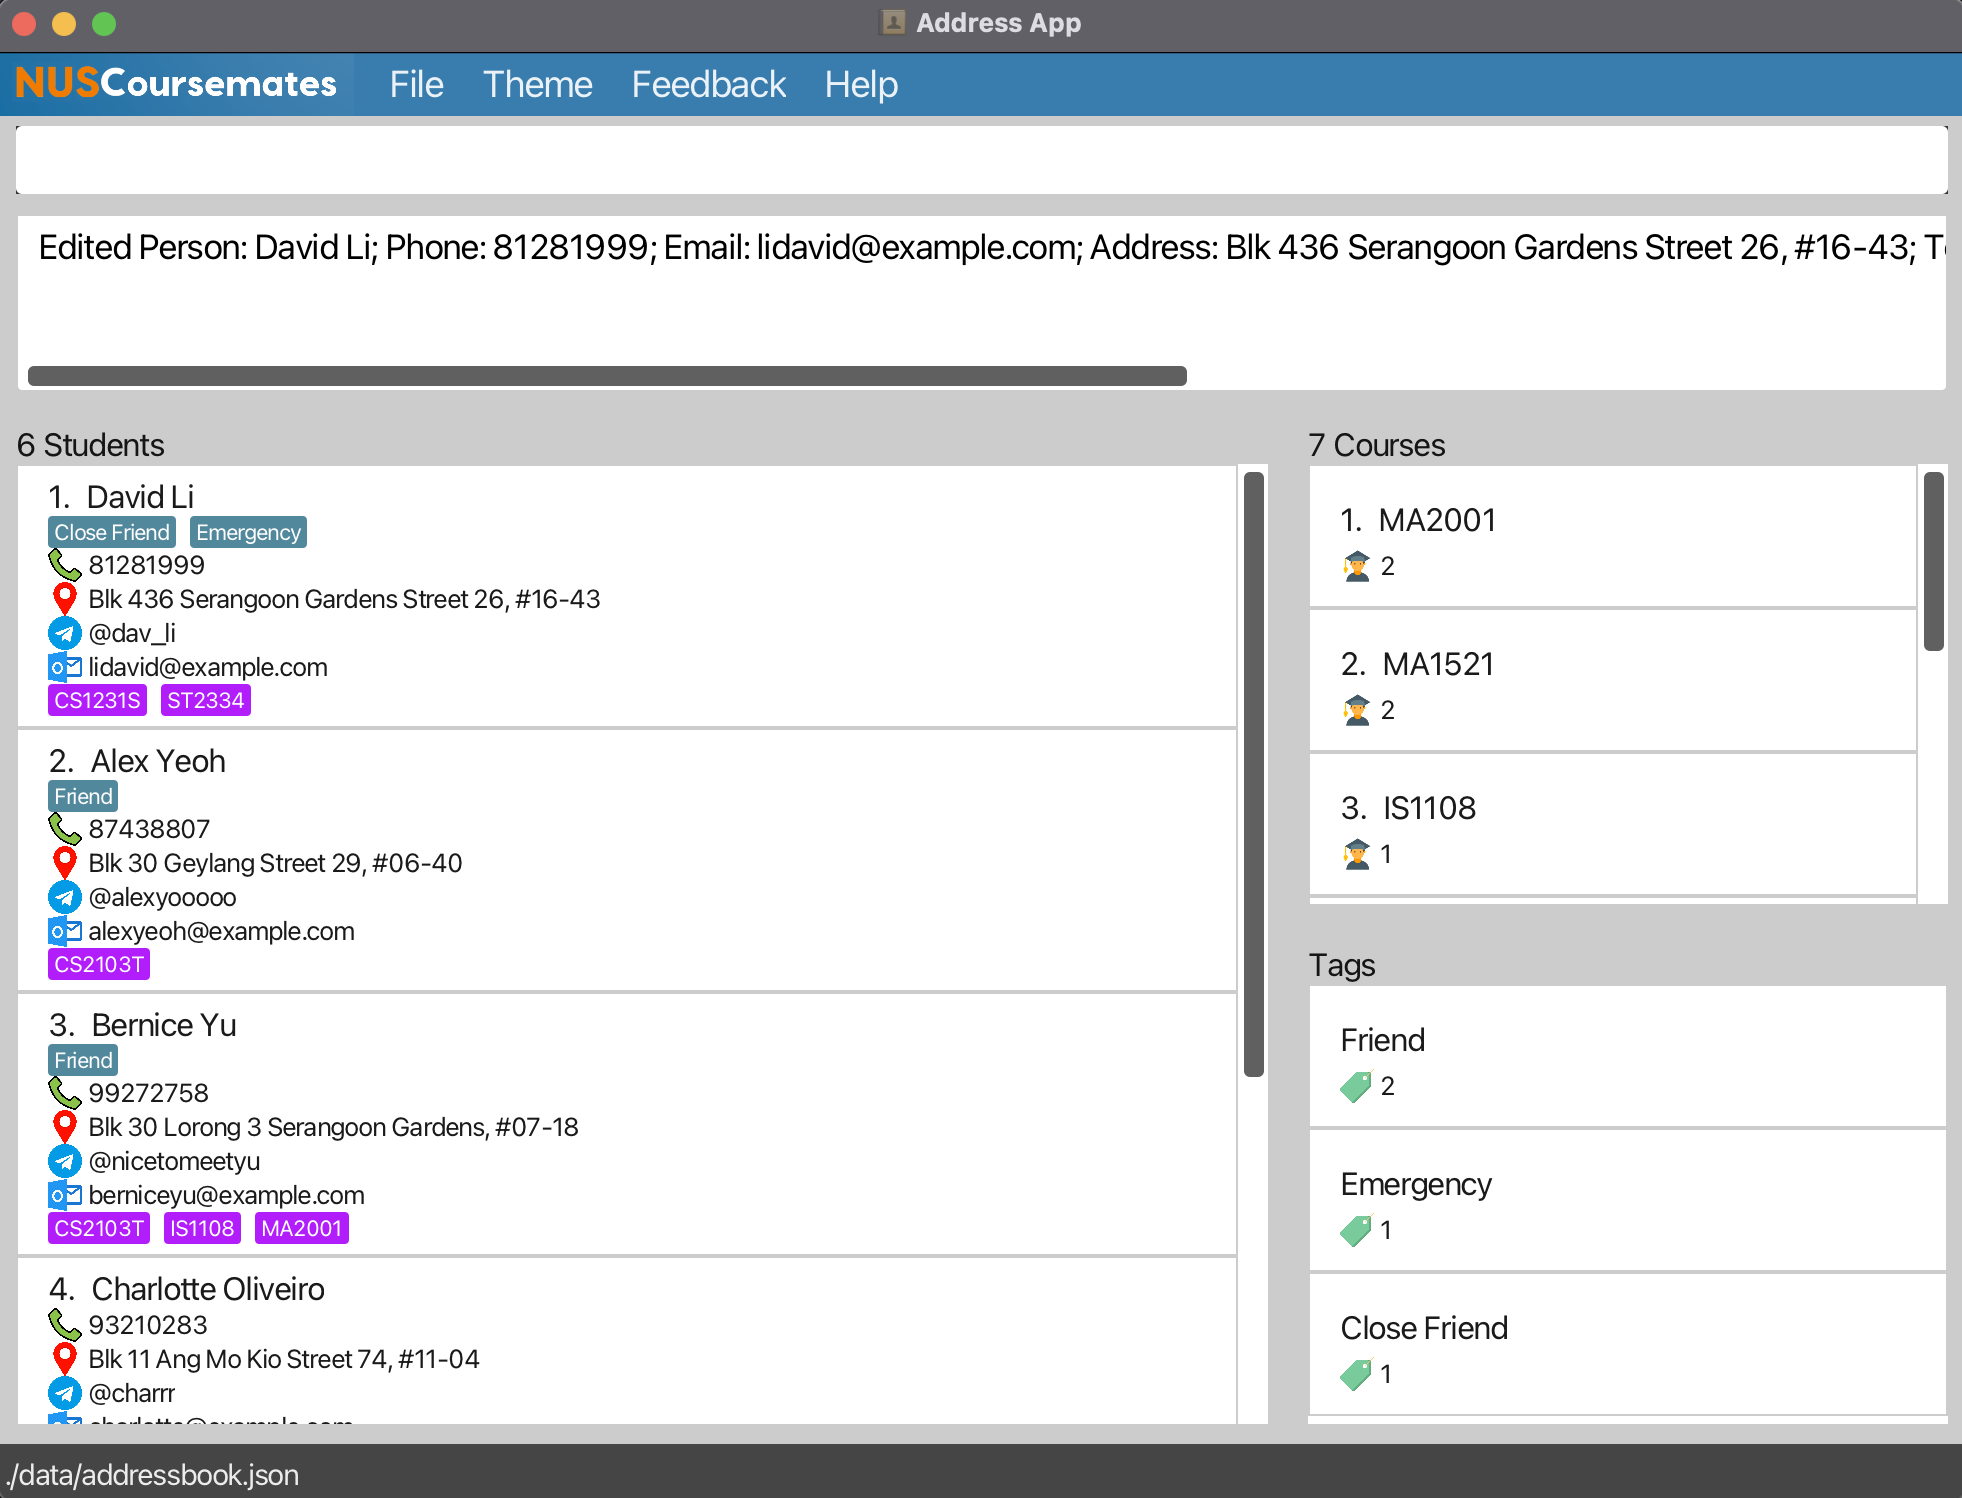 Address App
NUSCoursemates File Theme Feedback Help
Edited Person: David Li; Phone: 81281999; Email: lidavid@example.com; Address: Blk 436 Serangoon Gardens Street 26, #16-43;
6 Students
1. David Li
Close Friend Emergency
81281999
Blk 436 Serangoon Gardens Street 26, #16-43
@dav_li
lidavid@example.com
CS1231S ST2334
2. Alex Yeoh
Friend
87438807
Blk 30 Geylang Street 29, #06-40
@alexyooooo
alexyeoh@example.com
CS2103T
3. Bernice Yu
Friend
99272758
Blk 30 Lorong 3 Serangoon Gardens, #07-18
@nicetomeetyu
berniceyu@example.com
CS2103T IS1108 MA2001
4. Charlotte Oliveiro
93210283
Blk 11 Ang Mo Kio Street 74, #11-04
@charrr
7 Courses
1. MA2001
2
2. MA1521
2
3. IS1108
1
Tags
Friend
2
Emergency
1
Close Friend
1
./data/addressbook.json